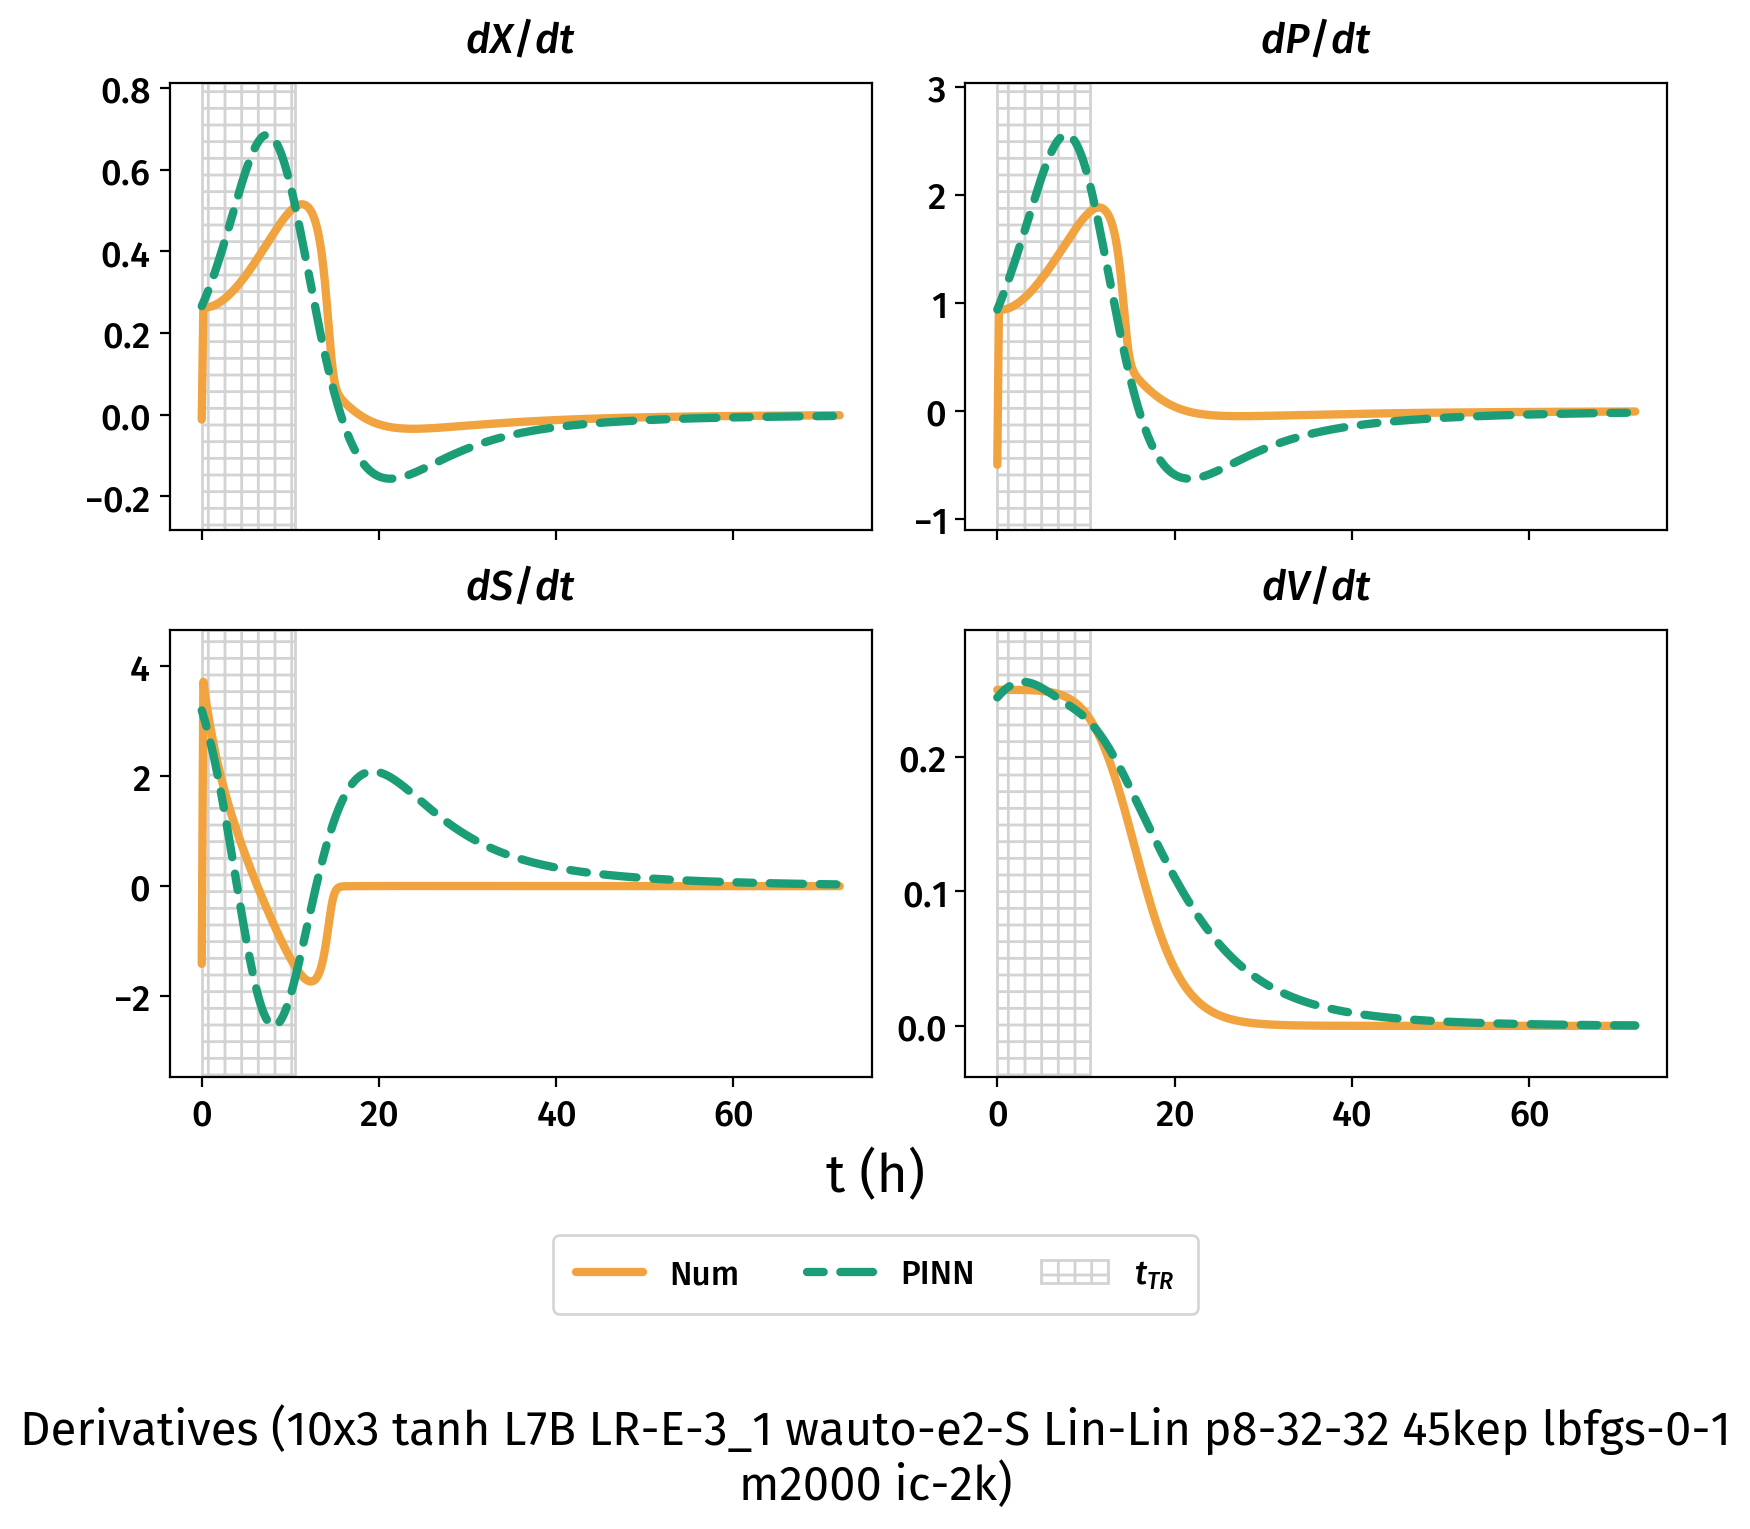 dX/dt
dP/dt
0.8
0.6
0.4
0.2
0.0
−0.2
3
2
1
0
−1
dS/dt
dV/dt
4
2
0
−2
0.2
0.1
0.0
0 20 40 60
0 20 40 60
t (h)
Num PINN t_TR
Derivatives (10x3 tanh L7B LR-E-3_1 wauto-e2-S Lin-Lin p8-32-32 45kep lbfgs-0-1
m2000 ic-2k)